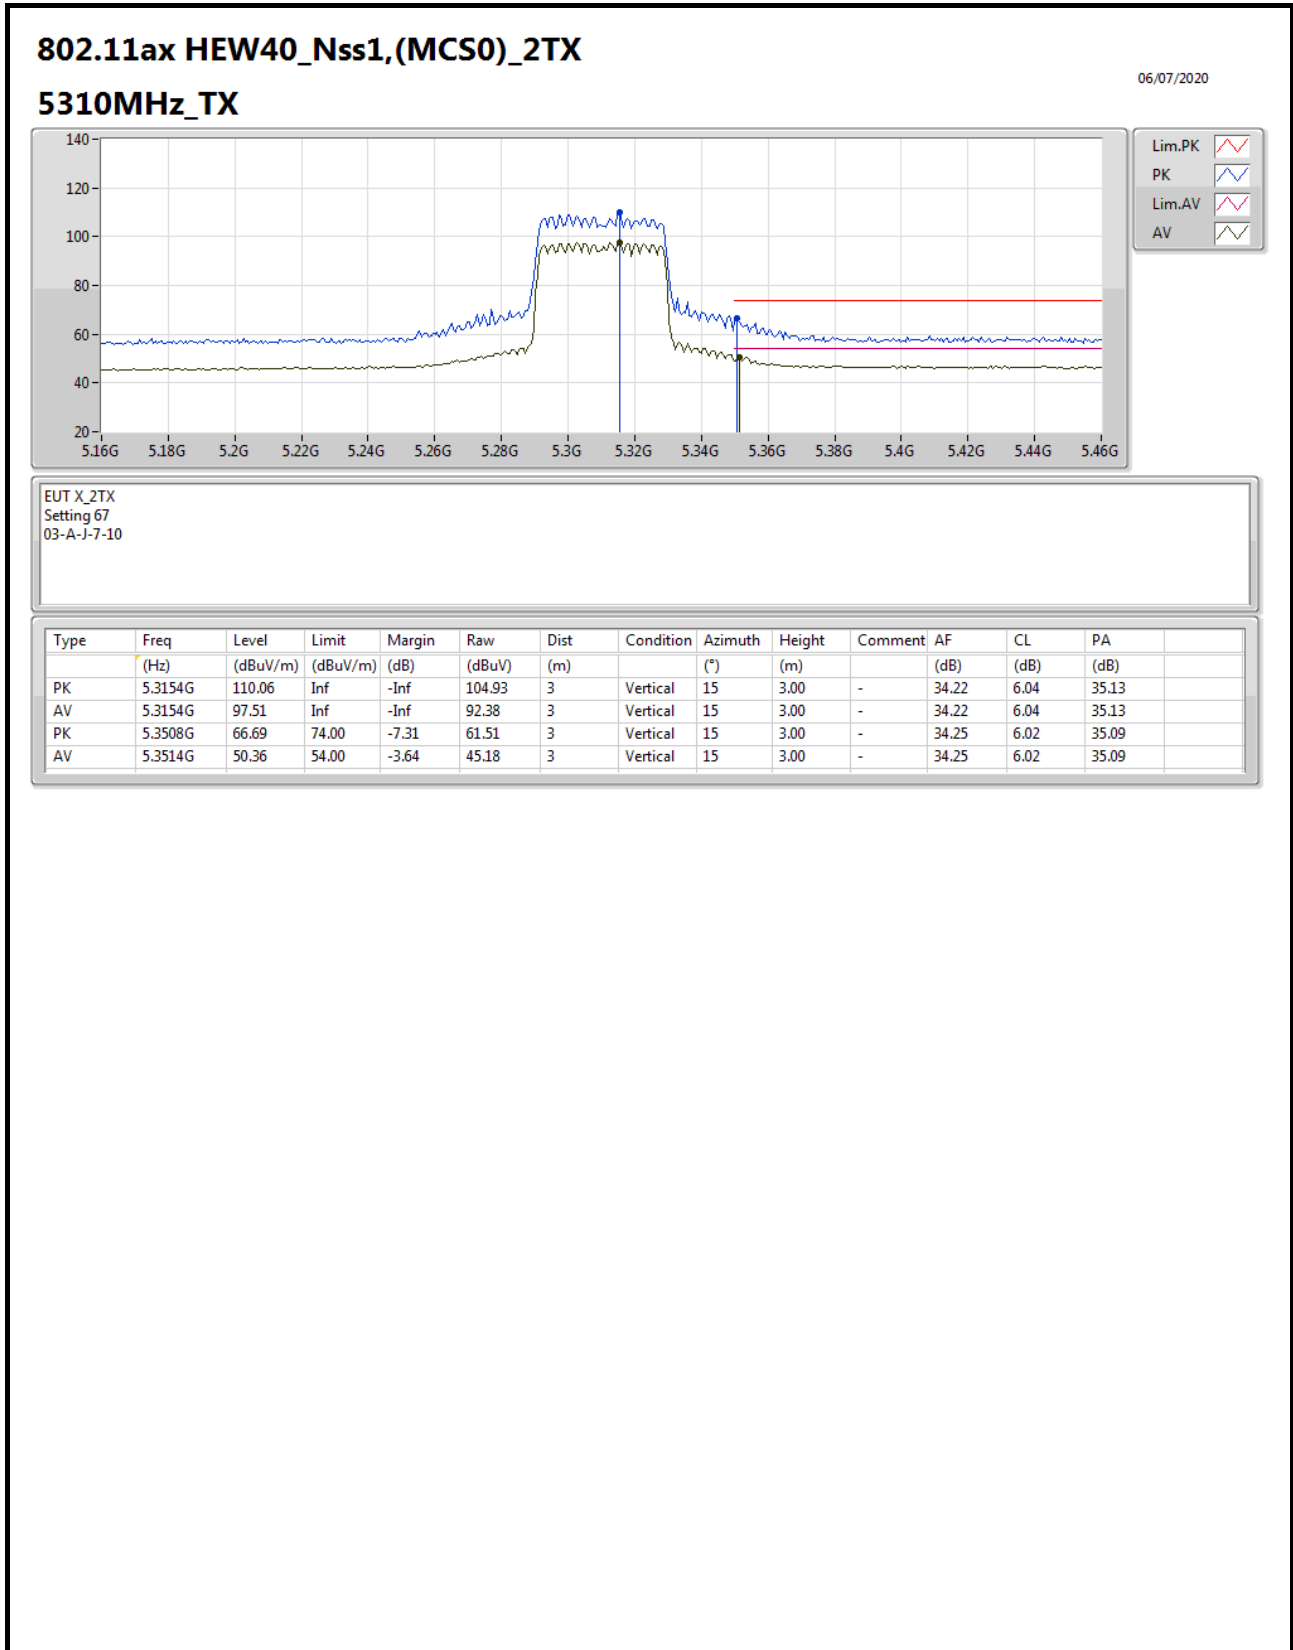 802.11ax HEW40_Nss1,(MCS0)_2TX
06/07/2020
5310MHz_TX
140
120
100
80
60
40
20
5.16G 5.18G 5.2G 5.22G 5.24G 5.26G 5.28G 5.3G 5.32G 5.34G 5.36G 5.38G 5.4G 5.42G 5.44G 5.46G
Lim.PK
PK
Lim.AV
AV
EUT X_2TX
Setting 67
03-A-J-7-10
Type Freq Level Limit Margin Raw Dist Condition Azimuth Height Comment AF CL PA
(Hz) (dBuV/m) (dBuV/m) (dB) (dBuV) (m) (°) (m) (dB) (dB) (dB)
PK 5.3154G 110.06 Inf -Inf 104.93 3 Vertical 15 3.00 - 34.22 6.04 35.13
AV 5.3154G 97.51 Inf -Inf 92.38 3 Vertical 15 3.00 - 34.22 6.04 35.13
PK 5.3508G 66.69 74.00 -7.31 61.51 3 Vertical 15 3.00 - 34.25 6.02 35.09
AV 5.3514G 50.36 54.00 -3.64 45.18 3 Vertical 15 3.00 - 34.25 6.02 35.09